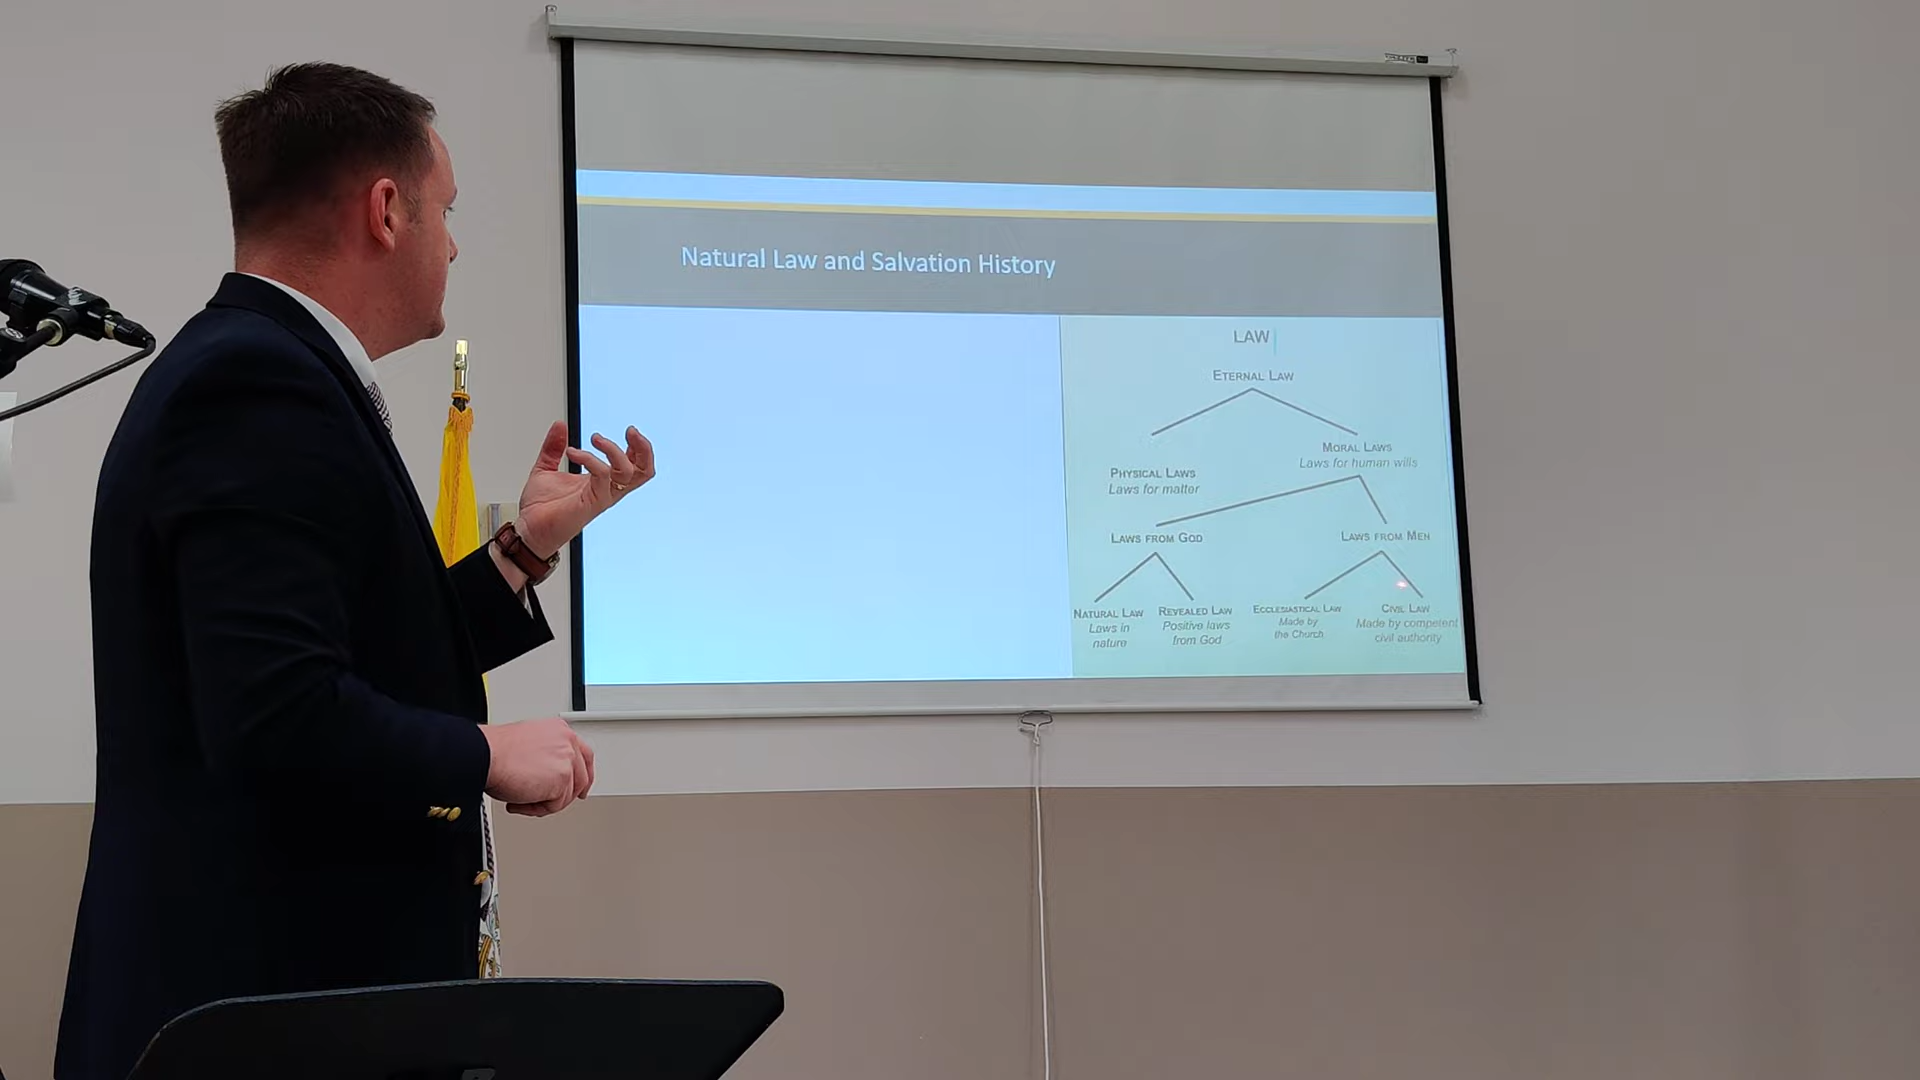 Natural Law and Salvation History
LAW
ETERNAL LAW
MORAL LAWS
Laws for human wills
PHYSICAL LAWS
Laws for matter
LAWS FROM GOD
LAWS FROM MEN
NATURAL LAW
Laws in
nature
REVEALED LAW
Positive laws
from God
ECCLESIASTICAL LAW
Made by
the Church
CIVIL LAW
Made by competent
civil authority